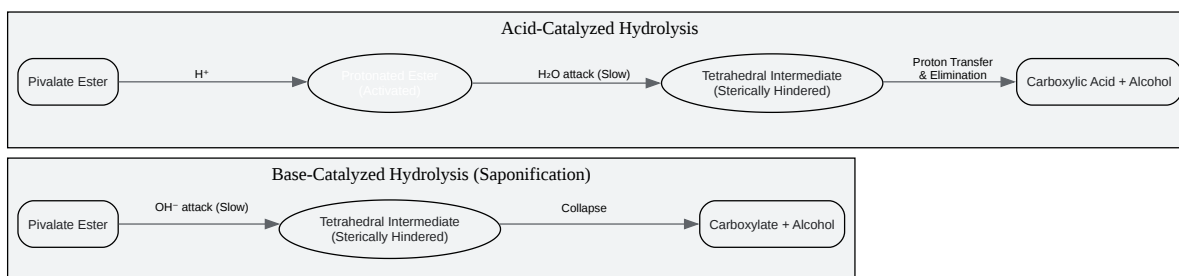 Acid-Catalyzed Hydrolysis
Pivalate Ester
H⁺
Protonated Ester
(Activated)
H₂O attack (Slow)
Tetrahedral Intermediate
(Sterically Hindered)
Proton Transfer
& Elimination
Carboxylic Acid + Alcohol
Base-Catalyzed Hydrolysis (Saponification)
Pivalate Ester
OH⁻ attack (Slow)
Tetrahedral Intermediate
(Sterically Hindered)
Collapse
Carboxylate + Alcohol